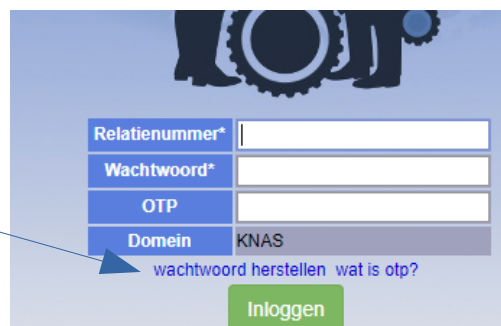 Relatienummer*
Wachtwoord*
OTP
Domein KNAS
wachtwoord herstellen wat is otp?
Inloggen